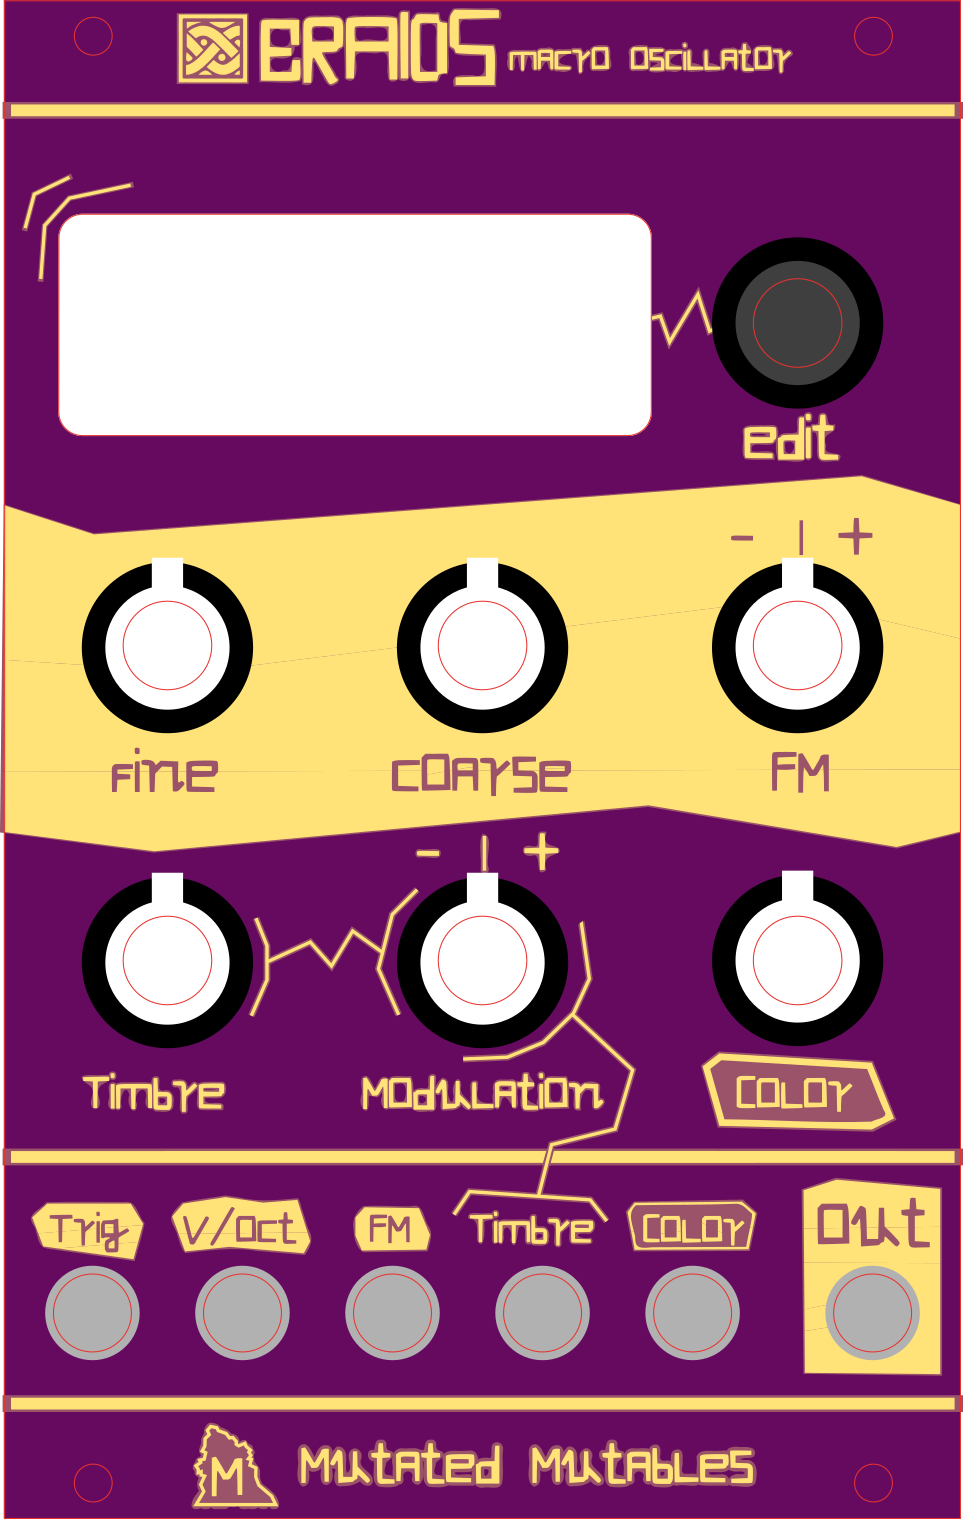 ERAIOS macro oscillator
edit
- | +
fine coarse FM
- | +
Timbre Modulation COLOr
Trig V/Oct FM Timbre COLOr Out
M Mutated Mutables